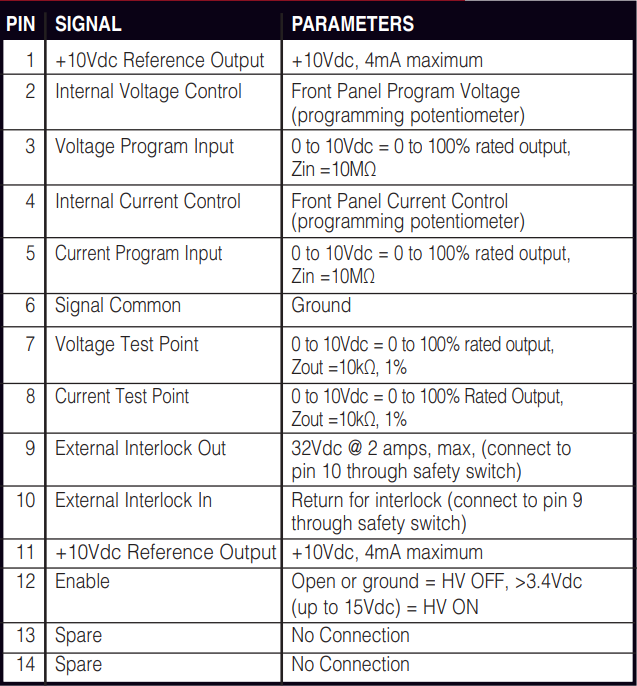 PIN SIGNAL PARAMETERS
1 +10Vdc Reference Output +10Vdc, 4mA maximum
2 Internal Voltage Control Front Panel Program Voltage
(programming potentiometer)
3 Voltage Program Input 0 to 10Vdc = 0 to 100% rated output,
Zin =10MΩ
4 Internal Current Control Front Panel Current Control
(programming potentiometer)
5 Current Program Input 0 to 10Vdc = 0 to 100% rated output,
Zin =10MΩ
6 Signal Common Ground
7 Voltage Test Point 0 to 10Vdc = 0 to 100% rated output,
Zout =10kΩ, 1%
8 Current Test Point 0 to 10Vdc = 0 to 100% Rated Output,
Zout =10kΩ, 1%
9 External Interlock Out 32Vdc @ 2 amps, max, (connect to
pin 10 through safety switch)
10 External Interlock In Return for interlock (connect to pin 9
through safety switch)
11 +10Vdc Reference Output +10Vdc, 4mA maximum
12 Enable Open or ground = HV OFF, >3.4Vdc
(up to 15Vdc) = HV ON
13 Spare No Connection
14 Spare No Connection